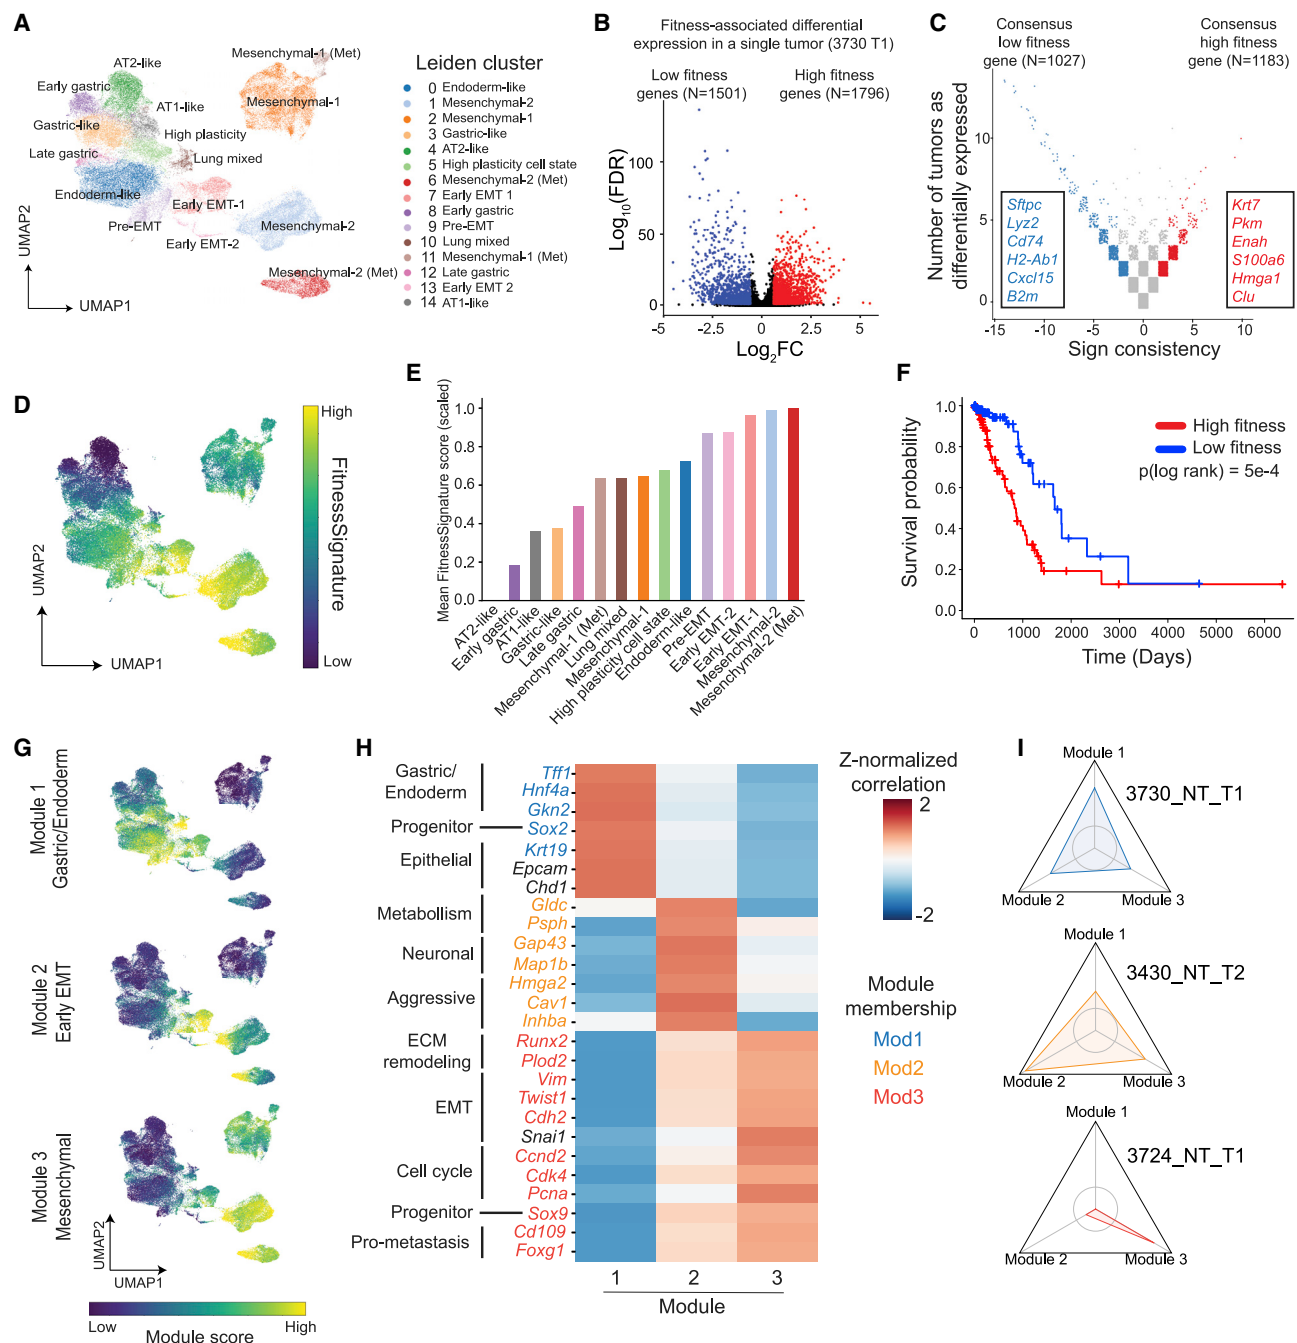 A
Mesenchymal-1 (Met)
AT2-like
Early gastric
Mesenchymal-1
AT1-like
Gastric-like
High plasticity
Late gastric
Lung mixed
Endoderm-like
Early EMT-1
Pre-EMT
Mesenchymal-2
Early EMT-2
Mesenchymal-2 (Met)
UMAP2
UMAP1
Leiden cluster
0 Endoderm-like
1 Mesenchymal-2
2 Mesenchymal-1
3 Gastric-like
4 AT2-like
5 High plasticity cell state
6 Mesenchymal-2 (Met)
7 Early EMT 1
8 Early gastric
9 Pre-EMT
10 Lung mixed
11 Mesenchymal-1 (Met)
12 Late gastric
13 Early EMT 2
14 AT1-like
B
Fitness-associated differential
expression in a single tumor (3730 T1)
Low fitness
genes (N=1501)
High fitness
genes (N=1796)
Log10(FDR)
100
50
0
-5
-2.5
0
2.5
5
Log2FC
C
Consensus
low fitness
gene (N=1027)
Consensus
high fitness
gene (N=1183)
Number of tumors as
differentially expressed
10
5
0
Sftpc
Lyz2
Cd74
H2-Ab1
Cxcl15
B2m
Krt7
Pkm
Enah
S100a6
Hmga1
Clu
-15
-10
-5
0
5
10
Sign consistency
D
High
FitnessSignature
Low
UMAP2
UMAP1
E
Mean FitnessSignature score (scaled)
1.0
0.8
0.6
0.4
0.2
0.0
AT2-like
Early gastric
AT1-like
Gastric-like
Late gastric
Mesenchymal-1 (Met)
Lung mixed
Mesenchymal-1
High plasticity cell state
Endoderm-like
Pre-EMT
Early EMT-2
Early EMT-1
Mesenchymal-2
Mesenchymal-2 (Met)
F
Survival probability
1.0
0.8
0.6
0.4
0.2
0.0
High fitness
Low fitness
p(log rank) = 5e-4
0
1000
2000
3000
4000
5000
6000
Time (Days)
G
Module 1
Gastric/Endoderm
Module 2
Early EMT
Module 3
Mesenchymal
UMAP2
UMAP1
Low
High
Module score
H
Gastric/
Endoderm
Progenitor
Epithelial
Metabolism
Neuronal
Aggressive
ECM
remodeling
EMT
Cell cycle
Progenitor
Pro-metastasis
Tff1
Hnf4a
Gkn2
Sox2
Krt19
Epcam
Chd1
Gldc
Psph
Gap43
Map1b
Hmga2
Cav1
Inhba
Runx2
Plod2
Vim
Twist1
Cdh2
Snai1
Ccnd2
Cdk4
Pcna
Sox9
Cd109
Foxg1
1
2
3
Module
Z-normalized
correlation
2
-2
Module
membership
Mod1
Mod2
Mod3
I
Module 1
3730_NT_T1
Module 2
Module 3
Module 1
3430_NT_T2
Module 2
Module 3
Module 1
3724_NT_T1
Module 2
Module 3